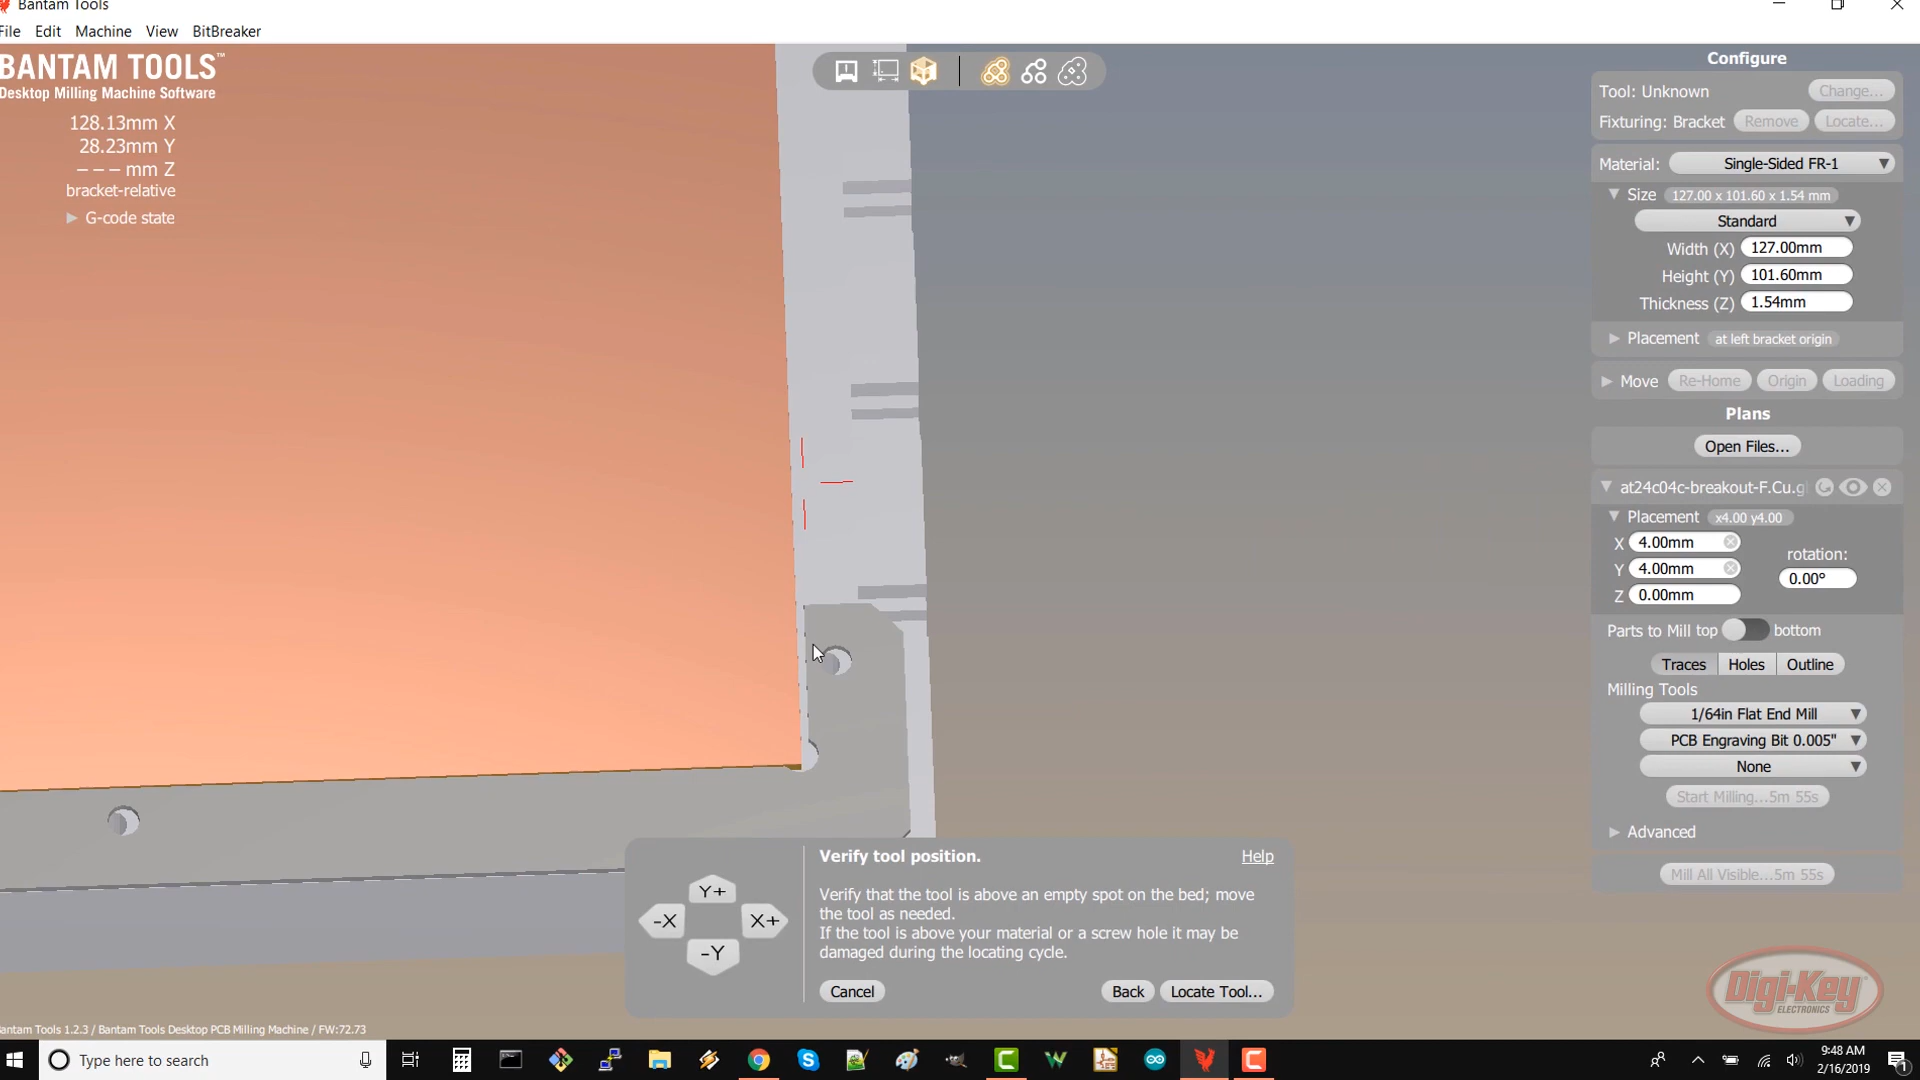 Bantam Tools
File Edit Machine View BitBreaker
BANTAM TOOLS™
Desktop Milling Machine Software
128.13mm X
28.23mm Y
– – – mm Z
bracket-relative
G-code state
Configure
Tool: Unknown Change...
Fixturing: Bracket Remove Locate...
Material: Single-Sided FR-1
Size 127.00 x 101.60 x 1.54 mm
Standard
Width (X) 127.00mm
Height (Y) 101.60mm
Thickness (Z) 1.54mm
Placement at left bracket origin
Move Re-Home Origin Loading
Plans
Open Files...
at24c04c-breakout-F.Cu.g
Placement x4.00 y4.00
X 4.00mm rotation:
Y 4.00mm 0.00°
Z 0.00mm
Parts to Mill top bottom
Traces Holes Outline
Milling Tools
1/64in Flat End Mill
PCB Engraving Bit 0.005"
None
Start Milling...5m 55s
Advanced
Mill All Visible...5m 55s
Verify tool position. Help
Verify that the tool is above an empty spot on the bed; move
the tool as needed.
If the tool is above your material or a screw hole it may be
damaged during the locating cycle.
Y+
-X X+
-Y
Cancel Back Locate Tool...
Digi-Key
ELECTRONICS
Bantam Tools 1.2.3 / Bantam Tools Desktop PCB Milling Machine / FW:72.73
Type here to search
9:48 AM
2/16/2019
1